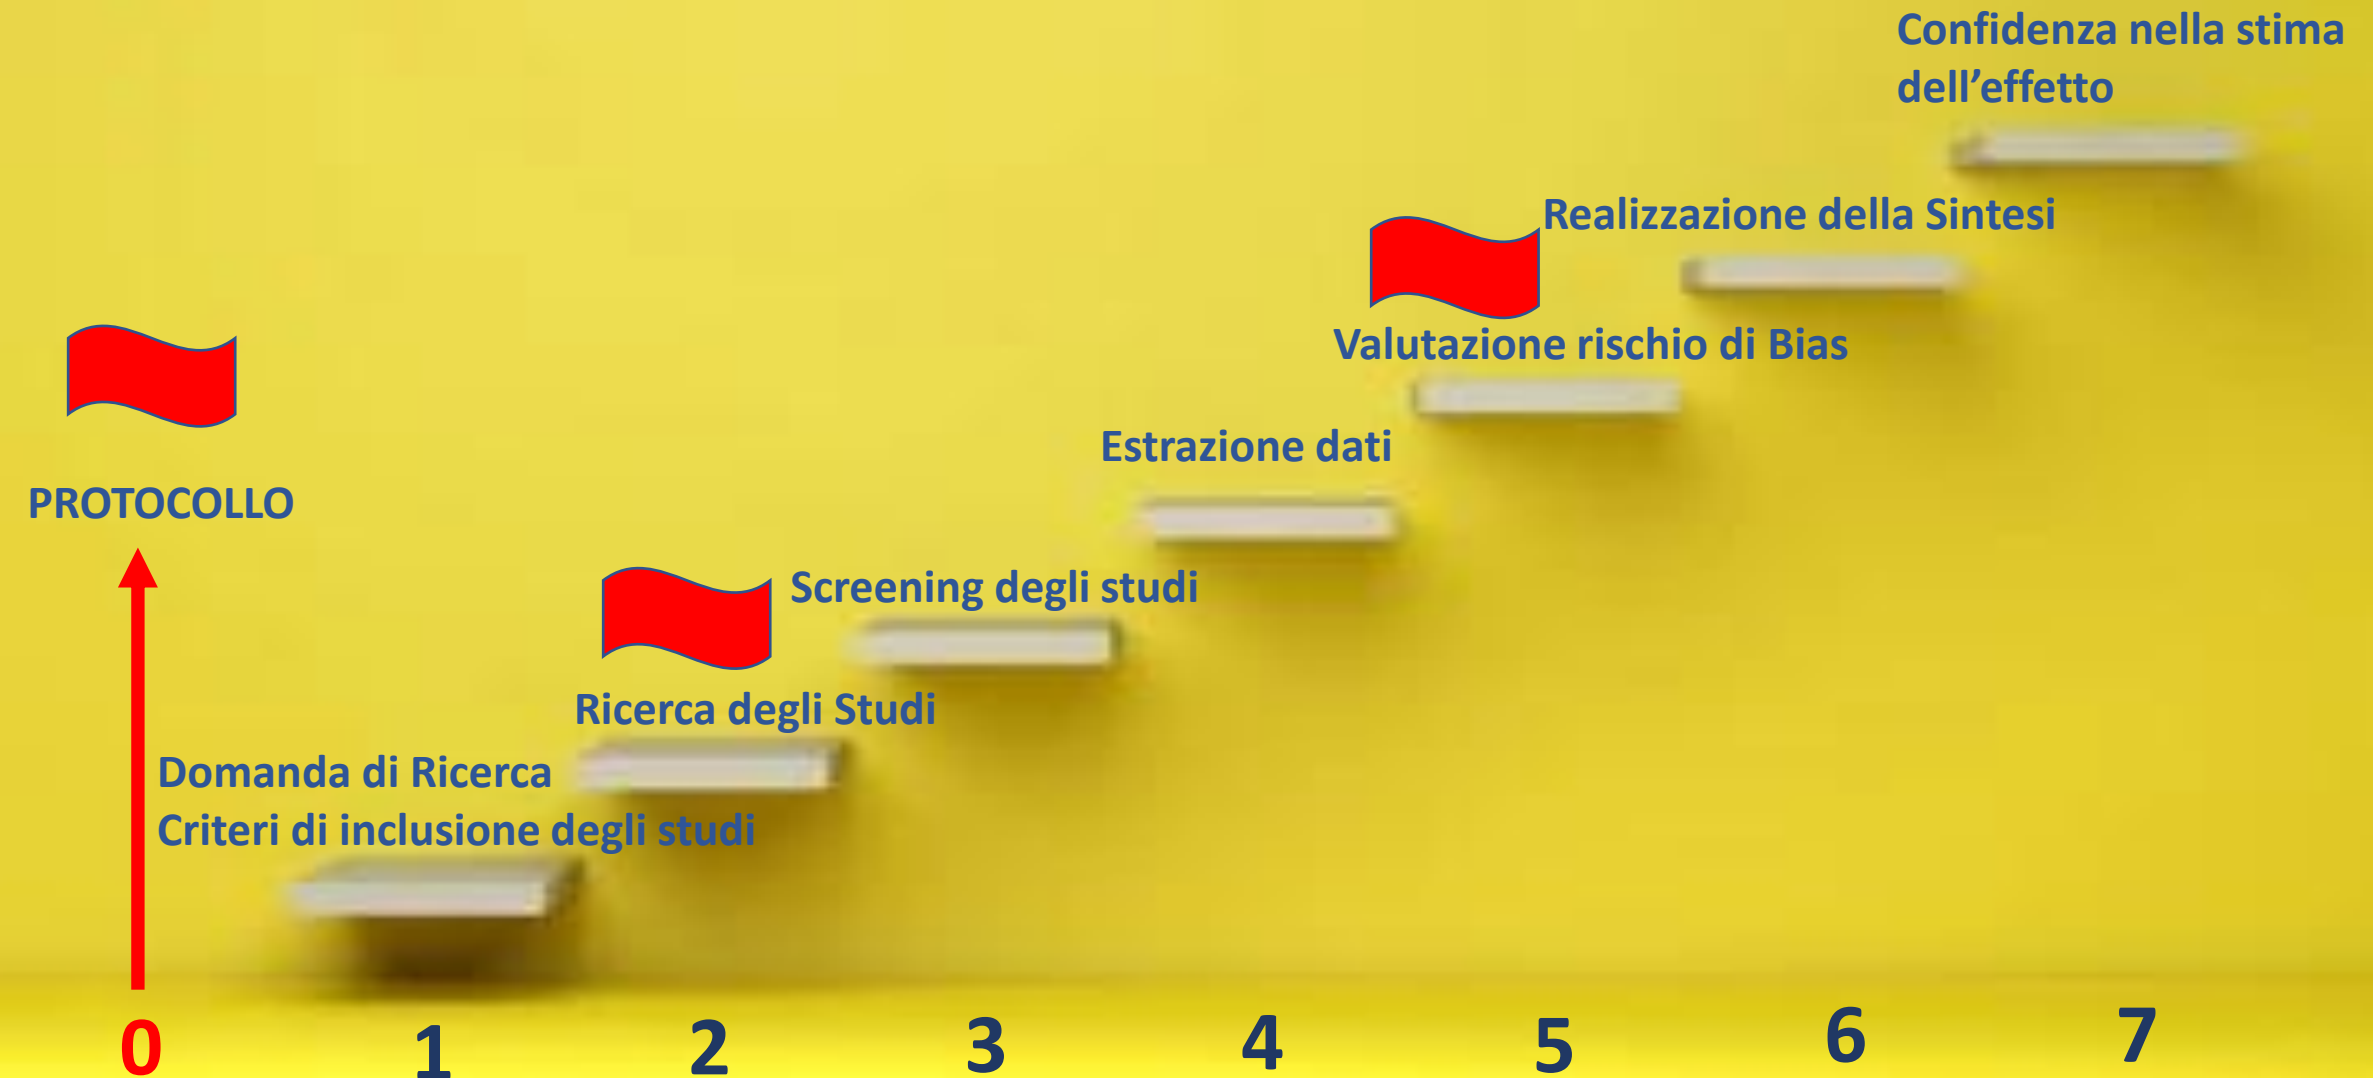 Confidenza nella stima
dell’effetto
Realizzazione della Sintesi
Valutazione rischio di Bias
Estrazione dati
PROTOCOLLO
Screening degli studi
Ricerca degli Studi
Domanda di Ricerca
Criteri di inclusione degli studi
0 1 2 3 4 5 6 7